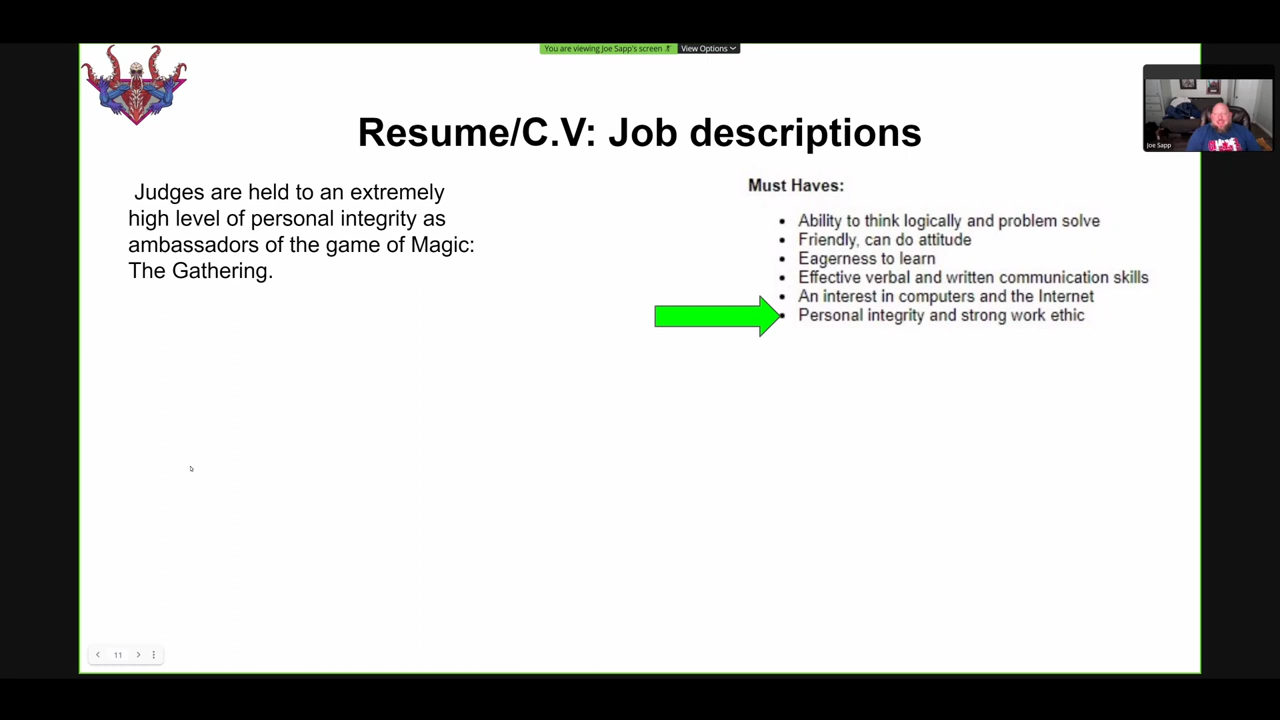 You are viewing Joe Sapp's screen
View Options
Joe Sapp
Resume/C.V: Job descriptions
Judges are held to an extremely
high level of personal integrity as
ambassadors of the game of Magic:
The Gathering.
Must Haves:
• Ability to think logically and problem solve
• Friendly, can do attitude
• Eagerness to learn
• Effective verbal and written communication skills
• An interest in computers and the Internet
• Personal integrity and strong work ethic
11